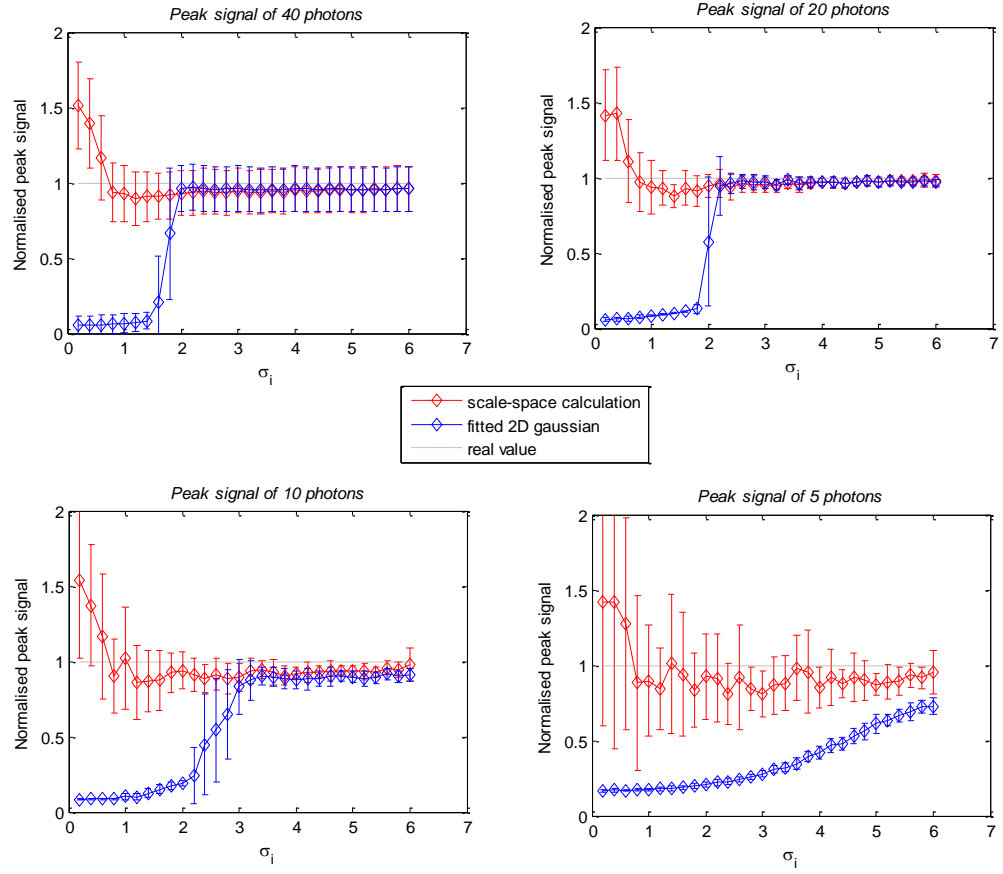 Peak signal of 40 photons
Normalised peak signal
2
1.5
1
0.5
0
0 1 2 3 4 5 6 7
σi
Peak signal of 20 photons
Normalised peak signal
2
1.5
1
0.5
0
0 1 2 3 4 5 6 7
σi
scale-space calculation
fitted 2D gaussian
real value
Peak signal of 10 photons
Normalised peak signal
2
1.5
1
0.5
0
0 1 2 3 4 5 6 7
σi
Peak signal of 5 photons
Normalised peak signal
2
1.5
1
0.5
0
0 1 2 3 4 5 6 7
σi